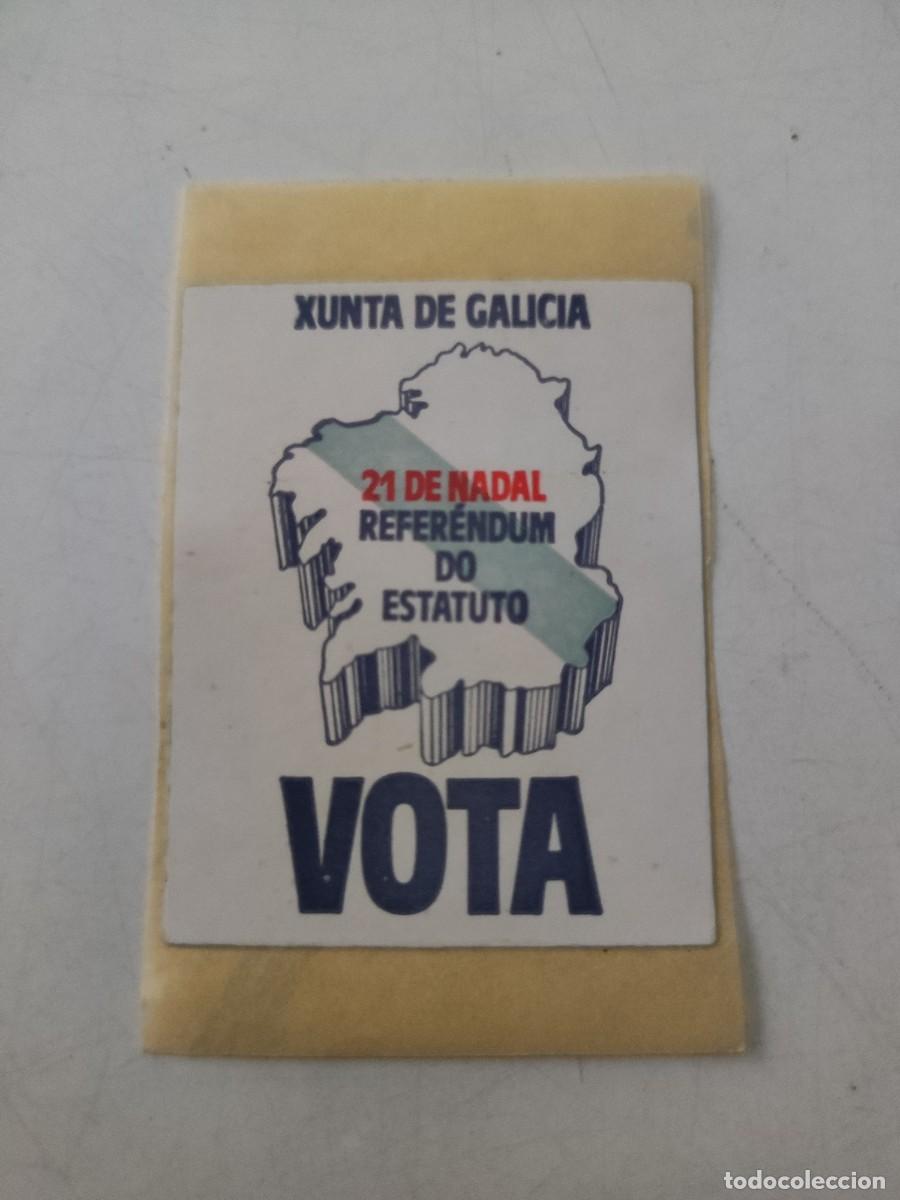 XUNTA DE GALICIA
21 DE NADAL
REFERÉNDUM
DO
ESTATUTO
VOTA
todocoleccion